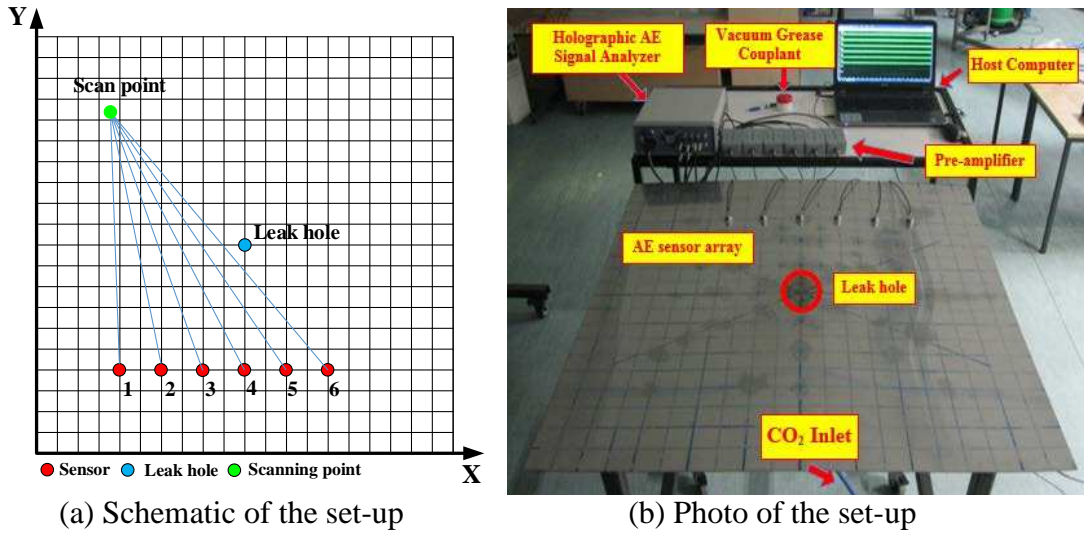 Y
Scan point
Leak hole
1 2 3 4 5 6
X
Sensor Leak hole Scanning point
(a) Schematic of the set-up
Holographic AE
Signal Analyzer
Vacuum Grease
Couplant
Host Computer
Pre-amplifier
AE sensor array
Leak hole
CO₂ Inlet
(b) Photo of the set-up